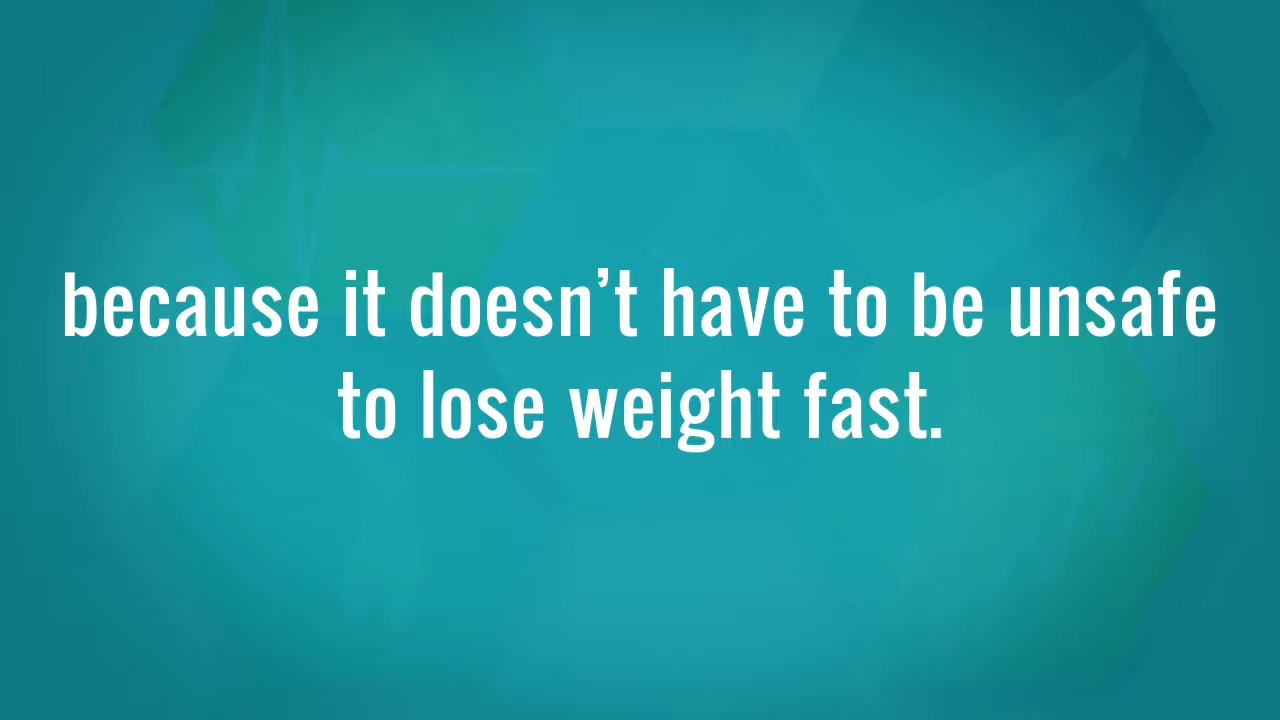 because it doesn’t have to be unsafe
to lose weight fast.